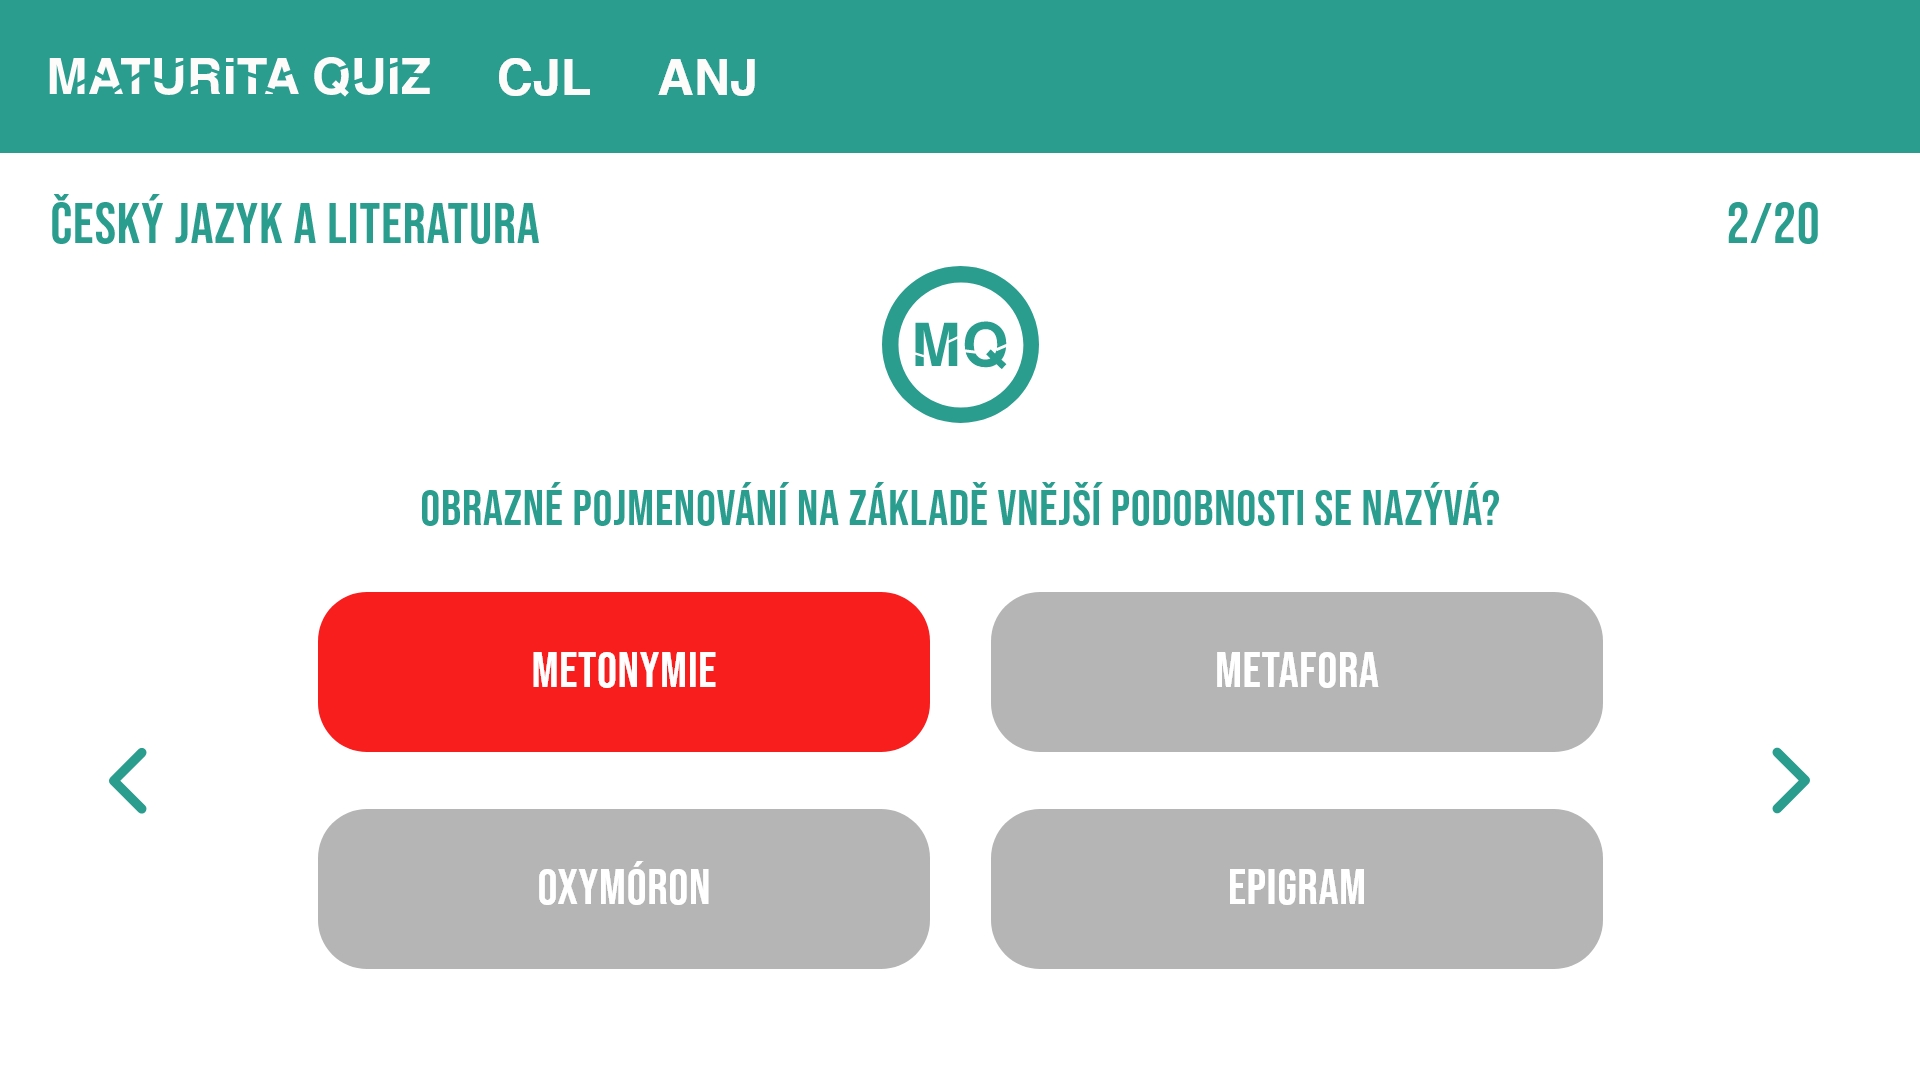 MATURiTA QUiZ CJL ANJ
ČESKÝ JAZYK A LITERATURA 2/20
MQ
OBRAZNÉ POJMENOVÁNÍ NA ZÁKLADĚ VNĚJŠÍ PODOBNOSTI SE NAZÝVÁ?
METONYMIE METAFORA
OXYMÓRON EPIGRAM